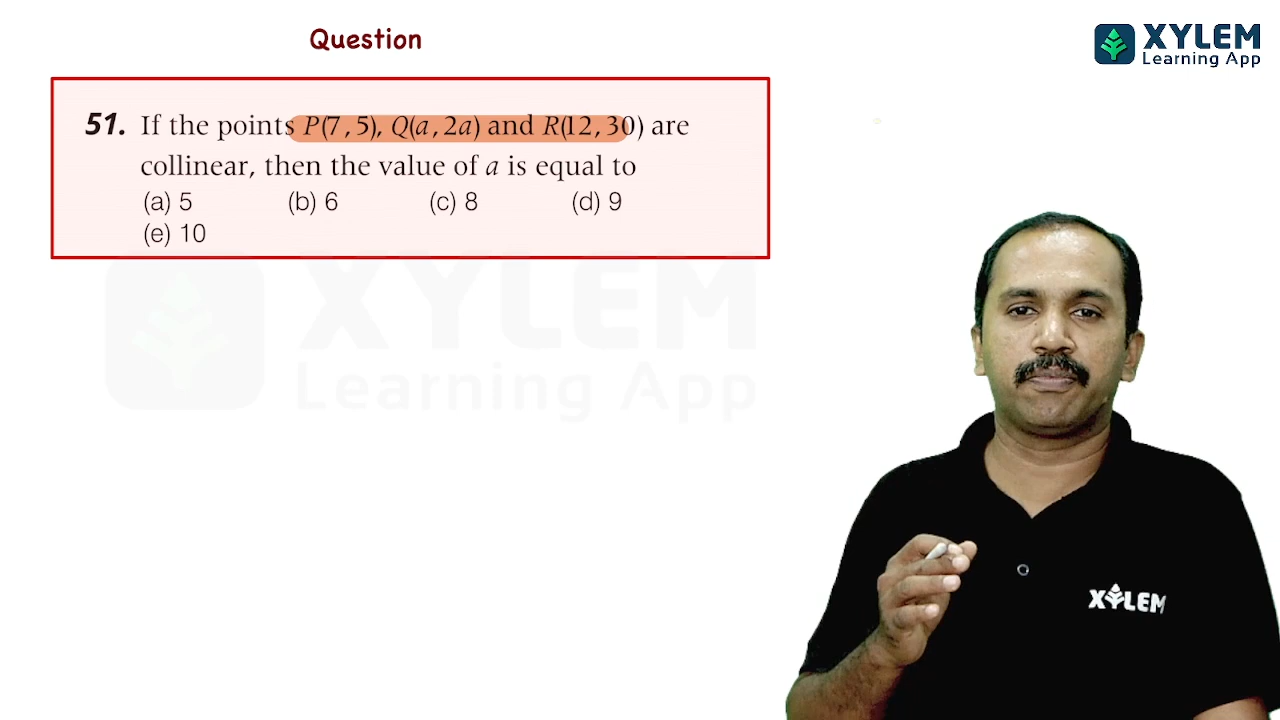 Question
XYLEM
Learning App
51. If the points P(7,5), Q(a, 2a) and R(12, 30) are
collinear, then the value of a is equal to
(a) 5 (b) 6 (c) 8 (d) 9
(e) 10
XYLEM
Learning App
XYLEM